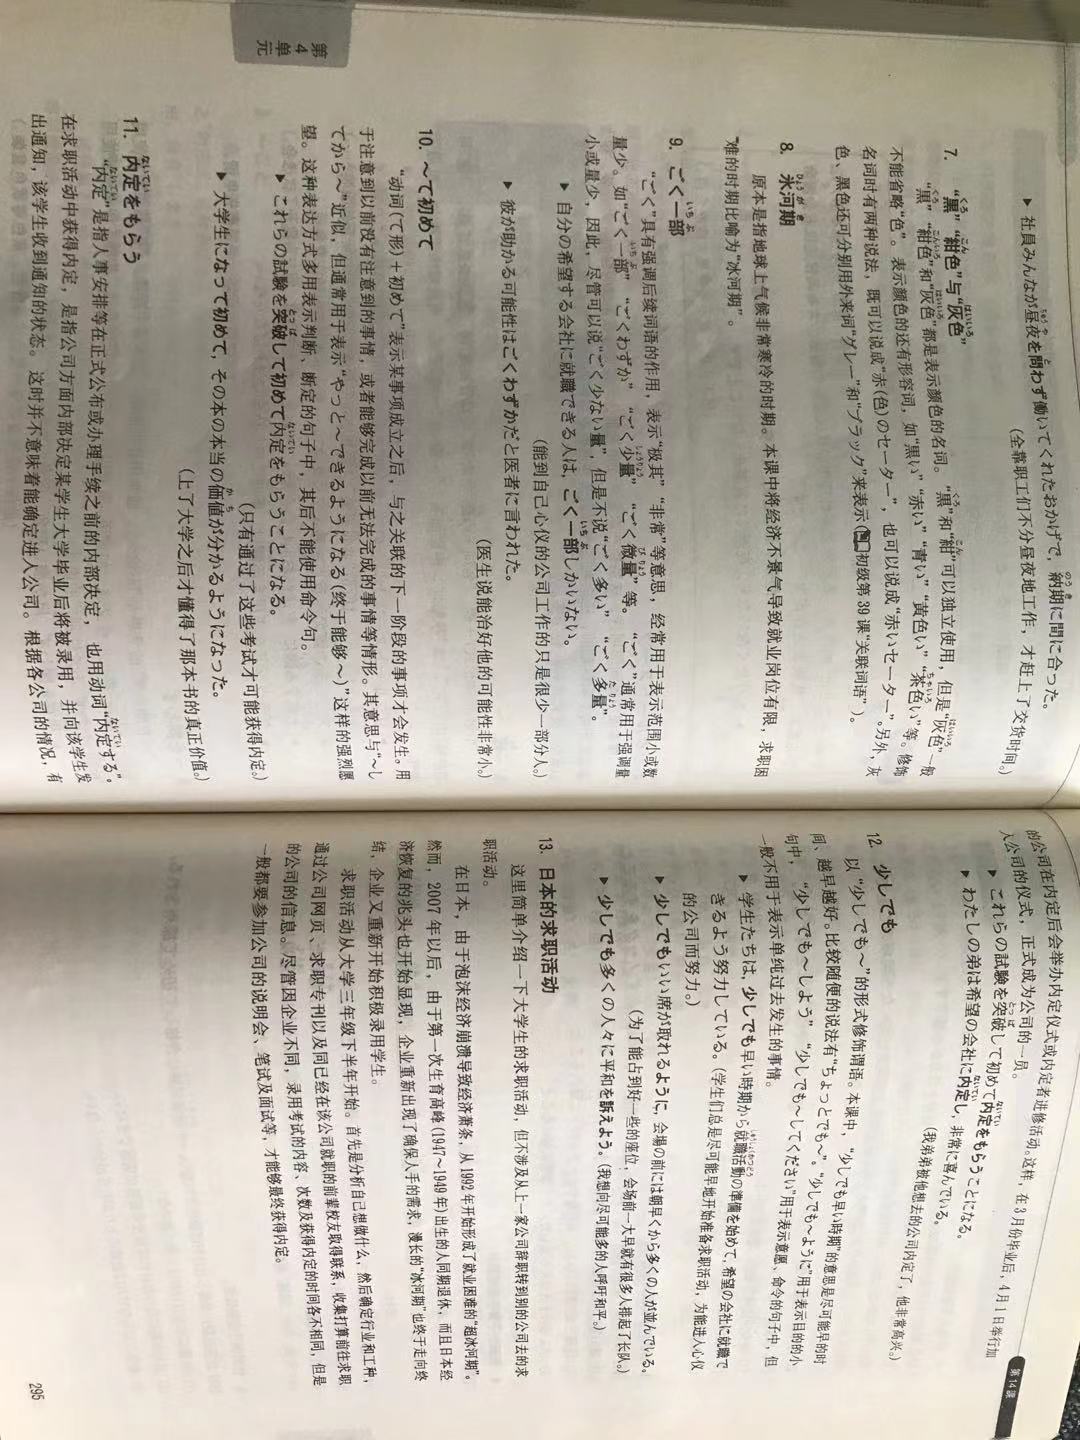 ▶ 社員みんなが昼夜を問わず働いてくれたおかげで, 納期に間に合った。
(全靠职工们不分昼夜地工作，才赶上了交货时间。)
7. “黒” “紺色”与“灰色”
“黒” “紺色”和“灰色”都是表示颜色的名词。“黒”和“紺”可以独立使用，但是“灰色”一般
不能省略“色”。表示颜色的还有形容词，如“黒い” “赤い” “青い” “黄色い” “茶色い”等。修饰
名词时有两种说法，既可以说成“赤(色)のセーター”，也可以说成“赤いセーター”。另外，灰
色、黑色还可分别用外来词“グレー”和“ブラック”来表示(初级第 39 课“关联词语”)。
8. 氷河期
原本是指地球上气候非常寒冷的时期。本课中将经济不景气导致就业岗位有限，求职困
难的时期比喻为“冰河期”。
9. ごく一部
“ごく”具有强调后续词语的作用，表示“极其” “非常”等意思，经常用于表示范围小或数
量少。如“ごく一部” “ごくわずか” “ごく少量” “ごく微量”等。 “ごく”通常用于强调量
小或量少，因此，尽管可以说“ごく少ない量”，但是不说“ごく多い” “ごく多量”。
▶ 自分の希望する会社に就職できる人は, ごく一部しかいない。
(能到自己心仪的公司工作的只是很少一部分人。)
▶ 彼が助かる可能性はごくわずかだと医者に言われた。
(医生说能治好他的可能性非常小。)
10. ～て初めて
“动词(て形)＋初めて”表示某事项成立之后，与之关联的下一阶段的事项才会发生。用
于注意到以前没有注意到的事情，或者能够完成以前无法完成的事情等情形。其意思与“～し
てから～”近似，但通常用于表示“やっと～できるようになる(终于能够～)”这样的强烈愿
望。这种表达方式多用表示判断、断定的句子中，其后不能使用命令句。
▶ これらの試験を突破して初めて内定をもらうことになる。
(只有通过了这些考试才可能获得内定。)
▶ 大学生になって初めて, その本の本当の価値が分かるようになった。
(上了大学之后才懂得了那本书的真正价值。)
11. 内定をもらう
“内定”是指人事安排等在正式公布或办理手续之前的内部决定，也用动词“内定する”。
在求职活动中获得内定，是指公司方面内部决定某学生大学毕业后将被录用，并向该学生发
出通知，该学生收到通知的状态。这时并不意味着能确定进入公司。根据各公司的情况，有
第4单元
第14课
的公司在内定后会举办内定仪式或内定者进修活动。这样，在 3 月份毕业后，4 月 1 日举行加
入公司的仪式，正式成为公司的一员。
▶ これらの試験を突破して初めて内定をもらうことになる。
▶ わたしの弟は希望の会社に内定し, 非常に喜んでいる。
(我弟弟被他想去的公司内定了，他非常高兴。)
12. 少しでも
以“少しでも～”的形式修饰谓语。本课中，“少しでも早い時期”的意思是尽可能早的时
间、越早越好。比较随便的说法有“ちょっとでも～”。“少しでも～ように”用于表示目的的小
句中，“少しでも～しよう” “少しでも～してください”用于表示意愿、命令的句子中，但
一般不用于表示单纯过去发生的事情。
▶ 学生たちは, 少しでも早い時期から就職活動の準備を始めて, 希望の会社に就職で
きるよう努力している。(学生们总是尽可能早地开始准备求职活动，为能进入心仪
的公司而努力。)
▶ 少しでもいい席が取れるように, 会場の前には朝早くから多くの人が並んでいる。
(为了能占到好一些的座位，会场前一大早就有很多人排起了长队。)
▶ 少しでも多くの人々に平和を訴えよう。(我想向尽可能多的人呼吁和平。)
13. 日本的求职活动
这里简单介绍一下大学生的求职活动，但不涉及从上一家公司辞职转到别的公司去的求
职活动。
在日本，由于泡沫经济崩溃导致经济萧条，从 1992 年开始形成了就业困难的“超冰河期”。
然而，2007 年以后，由于第一次生育高峰(1947～1949 年)出生的人同期退休，而且日本经
济恢复的兆头也开始显现，企业重新出现了确保人手的需求，漫长的“冰河期”也终于走向终
结，企业又重新开始积极录用学生。
求职活动从大学三年级下半年开始。首先是分析自己想做什么，然后确定行业和工种，
通过公司网页、求职专刊以及同已经在该公司就职的前辈校友取得联系，收集打算前往求职
的公司的信息。尽管因企业不同，录用考试的内容、次数及获得内定的时间各不相同，但是
一般都要参加公司的说明会、笔试及面试等，才能够最终获得内定。
295